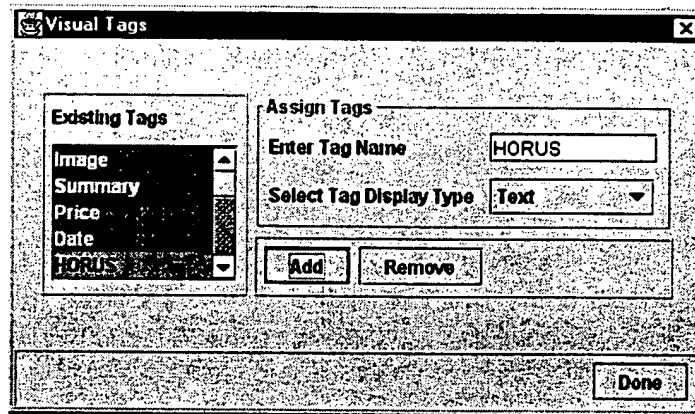 Visual Tags
Existing Tags
Image
Summary
Price
Date
HORUS
Assign Tags
Enter Tag Name
HORUS
Select Tag Display Type
Text
Add
Remove
Done